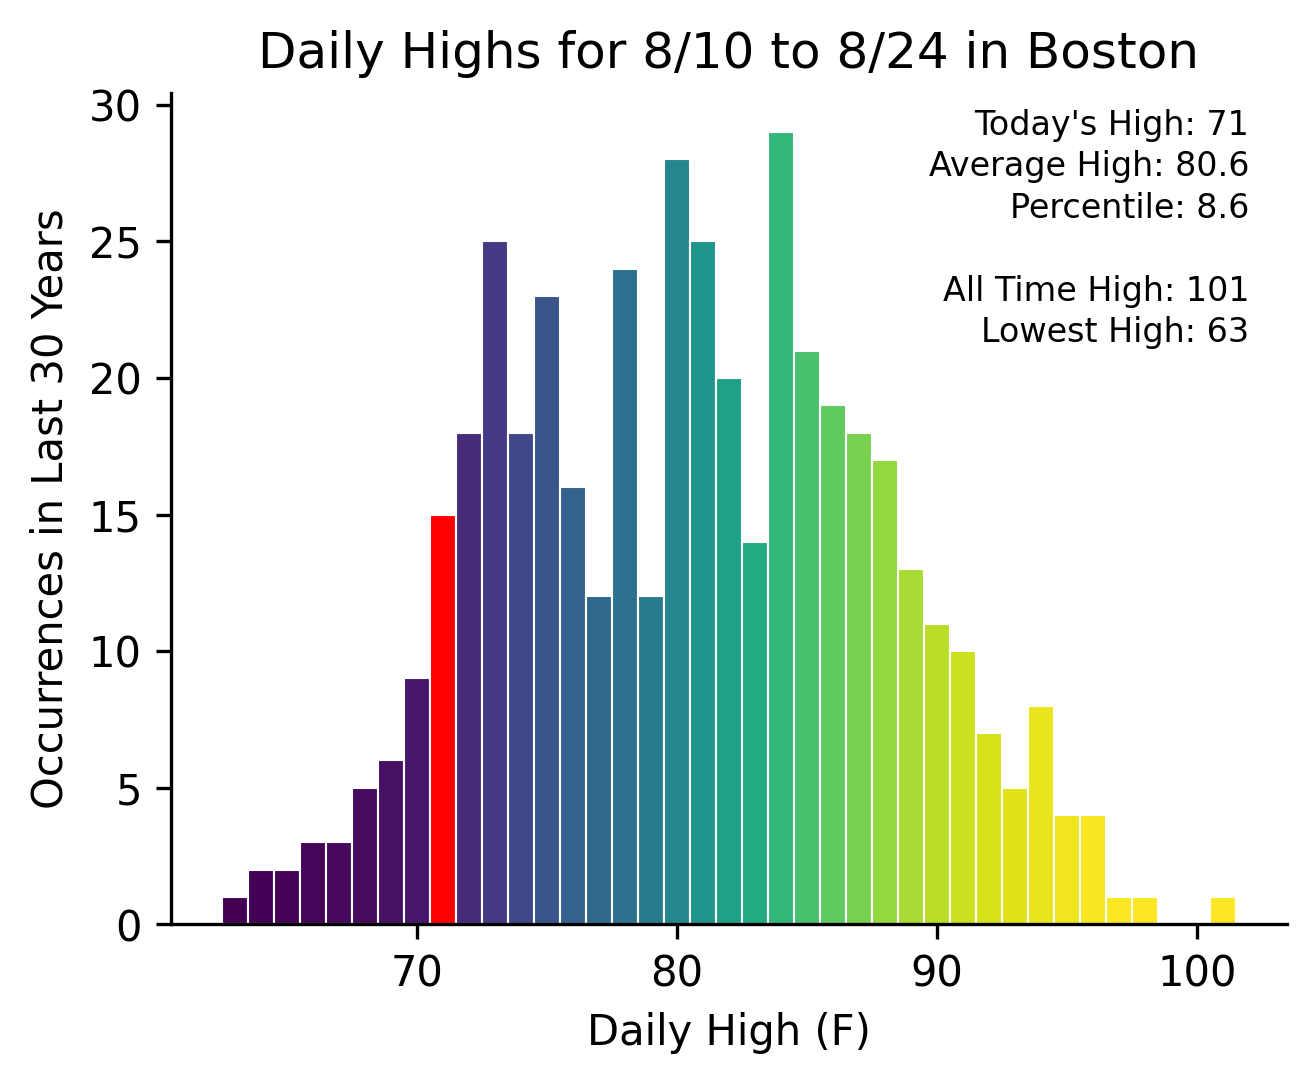 Daily Highs for 8/10 to 8/24 in Boston
Today's High: 71
Average High: 80.6
Percentile: 8.6
All Time High: 101
Lowest High: 63
Occurrences in Last 30 Years
30
25
20
15
10
5
0
70 80 90 100
Daily High (F)